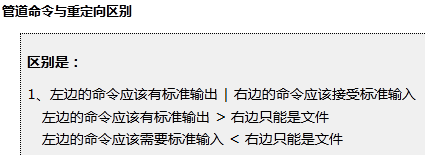 管道命令与重定向区别
区别是：
1、左边的命令应该有标准输出 | 右边的命令应该接受标准输入
左边的命令应该有标准输出 > 右边只能是文件
左边的命令应该需要标准输入 < 右边只能是文件